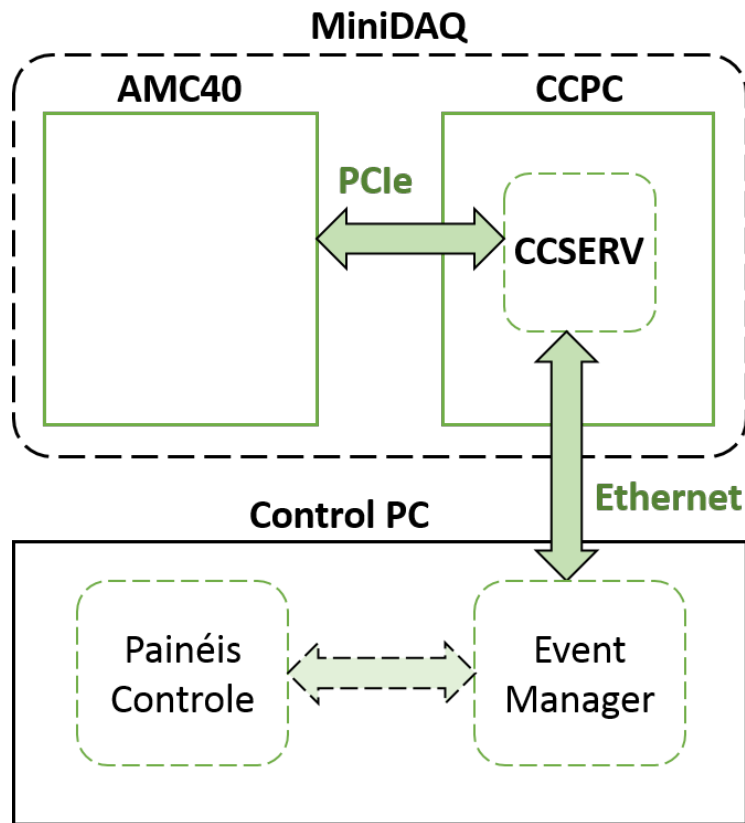 MiniDAQ
AMC40
CCPC
PCIe
CCSERV
Ethernet
Control PC
Painéis
Controle
Event
Manager